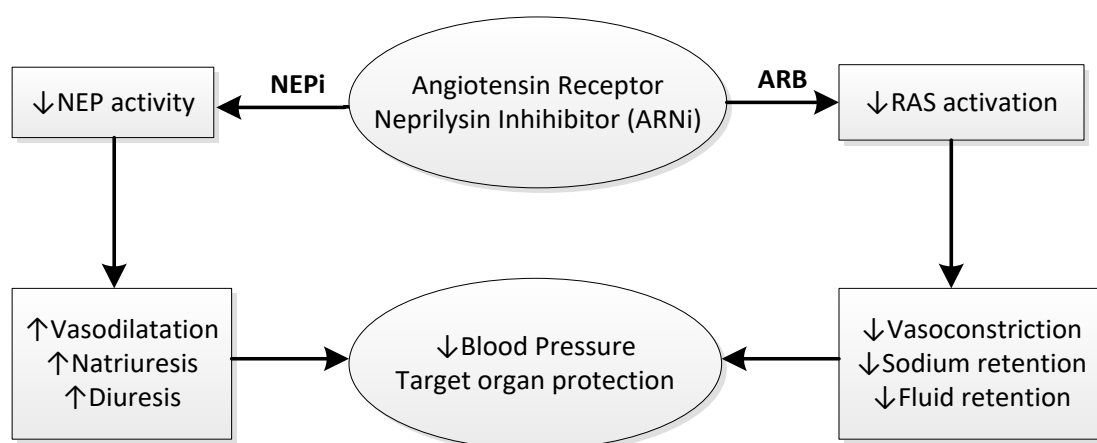 NEPi
ARB
↓NEP activity
Angiotensin Receptor
Neprilysin Inhihibitor (ARNi)
↓RAS activation
↑Vasodilatation
↑Natriuresis
↑Diuresis
↓Blood Pressure
Target organ protection
↓Vasoconstriction
↓Sodium retention
↓Fluid retention